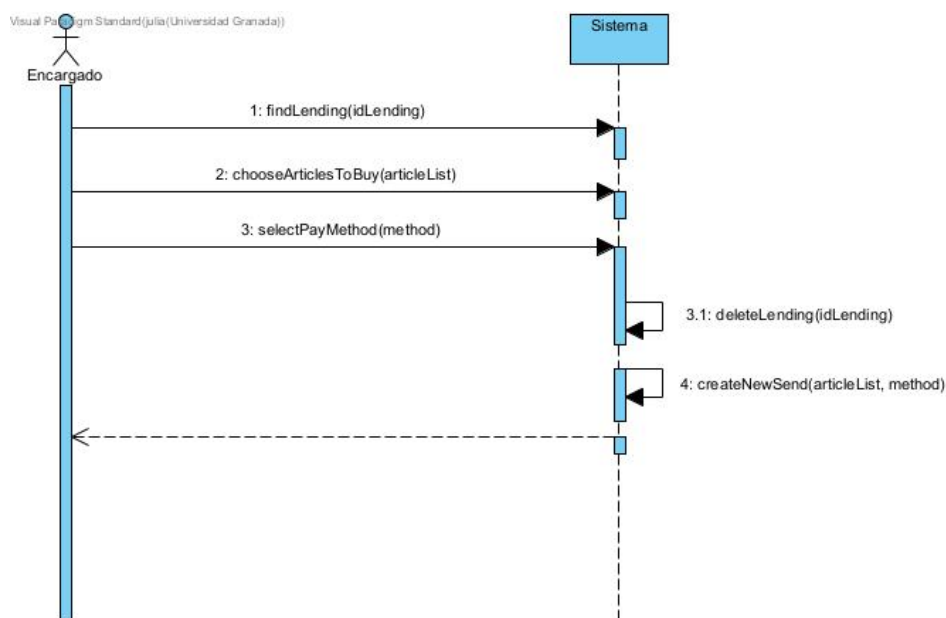 Visual Paradigm Standard(julia(Universidad Granada))
Sistema
Encargado
1: findLending(idLending)
2: chooseArticlesToBuy(articleList)
3: selectPayMethod(method)
3.1: deleteLending(idLending)
4: createNewSend(articleList, method)